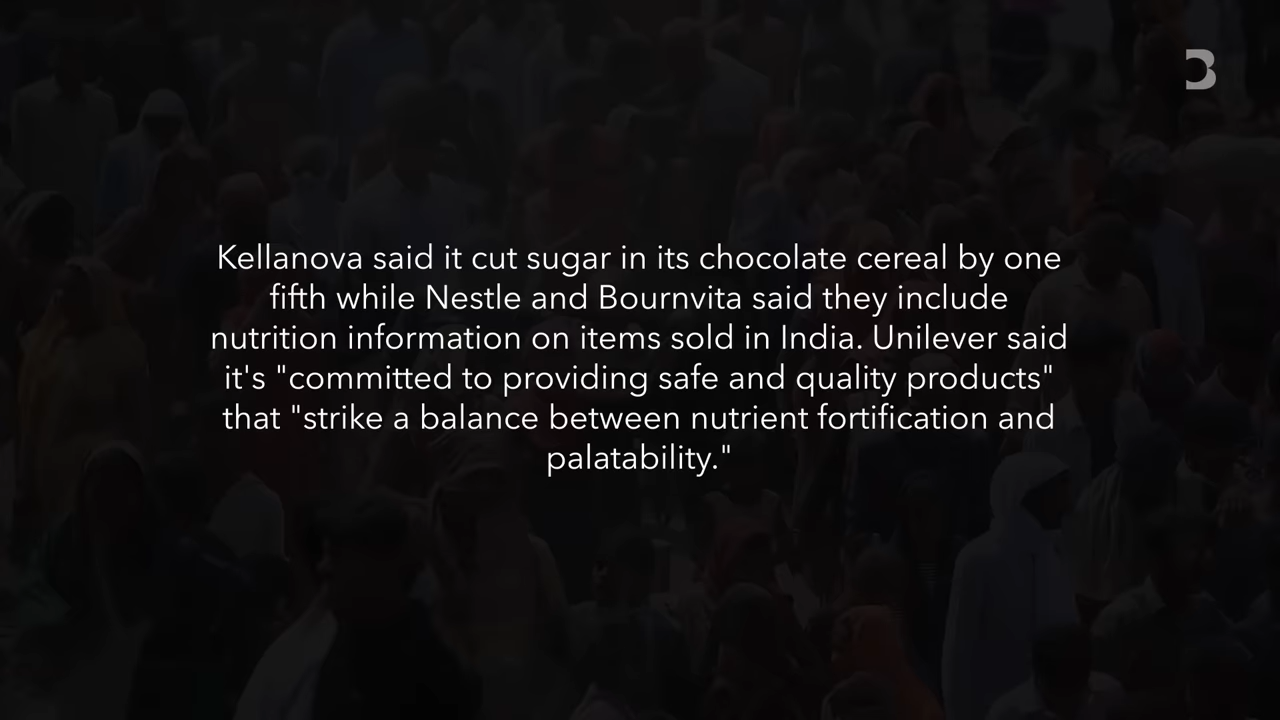 Kellanova said it cut sugar in its chocolate cereal by one
fifth while Nestle and Bournvita said they include
nutrition information on items sold in India. Unilever said
it's "committed to providing safe and quality products"
that "strike a balance between nutrient fortification and
palatability."